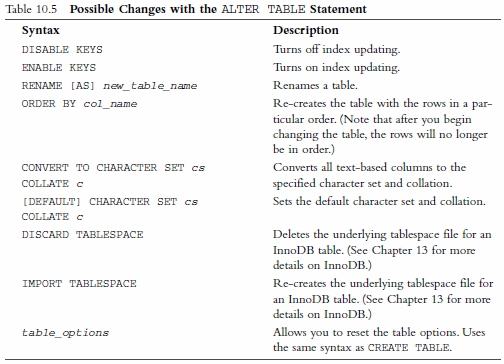 Table 10.5 Possible Changes with the ALTER TABLE Statement
Syntax Description
DISABLE KEYS Turns off index updating.
ENABLE KEYS Turns on index updating.
RENAME [AS] new_table_name Renames a table.
ORDER BY col_name Re-creates the table with the rows in a par-
ticular order. (Note that after you begin
changing the table, the rows will no longer
be in order.)
CONVERT TO CHARACTER SET cs Converts all text-based columns to the
COLLATE c specified character set and collation.
[DEFAULT] CHARACTER SET cs Sets the default character set and collation.
COLLATE c
DISCARD TABLESPACE Deletes the underlying tablespace file for an
InnoDB table. (See Chapter 13 for more
details on InnoDB.)
IMPORT TABLESPACE Re-creates the underlying tablespace file for
an InnoDB table. (See Chapter 13 for more
details on InnoDB.)
table_options Allows you to reset the table options. Uses
the same syntax as CREATE TABLE.